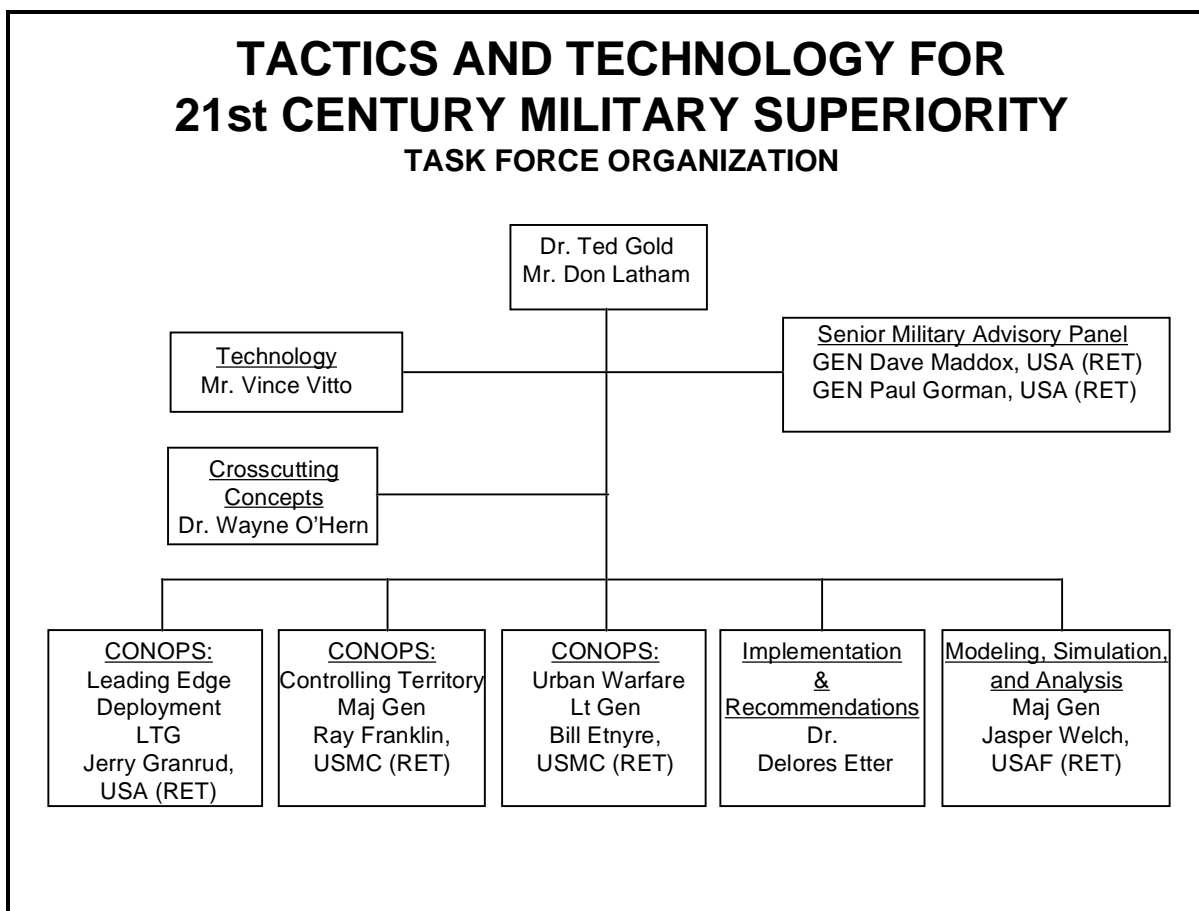 TACTICS AND TECHNOLOGY FOR
21st CENTURY MILITARY SUPERIORITY
TASK FORCE ORGANIZATION
Dr. Ted Gold
Mr. Don Latham
Technology
Mr. Vince Vitto
Senior Military Advisory Panel
GEN Dave Maddox, USA (RET)
GEN Paul Gorman, USA (RET)
Crosscutting
Concepts
Dr. Wayne O'Hern
CONOPS:
Leading Edge
Deployment
LTG
Jerry Granrud,
USA (RET)
CONOPS:
Controlling Territory
Maj Gen
Ray Franklin,
USMC (RET)
CONOPS:
Urban Warfare
Lt Gen
Bill Etnyre,
USMC (RET)
Implementation
&
Recommendations
Dr.
Delores Etter
Modeling, Simulation,
and Analysis
Maj Gen
Jasper Welch,
USAF (RET)